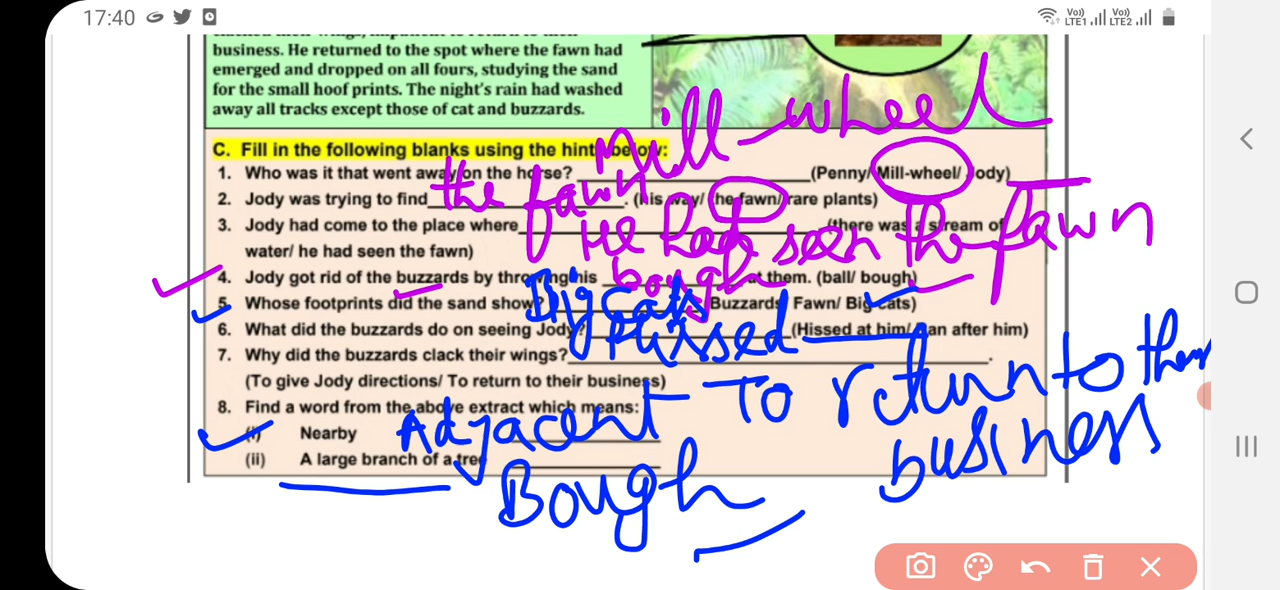 17:40 Vo)) LTE1 Vo)) LTE2
business. He returned to the spot where the fawn had
emerged and dropped on all fours, studying the sand
for the small hoof prints. The night's rain had washed
away all tracks except those of cat and buzzards.
Mill-wheel
C. Fill in the following blanks using the hints below:
1. Who was it that went away on the horse? (Penny/ Mill-wheel/ Jody)
the fawn
2. Jody was trying to find . (his way/ the fawn/ rare plants)
3. Jody had come to the place where (there was a stream of
water/ he had seen the fawn)
He had seen the fawn
4. Jody got rid of the buzzards by throwing his bough at them. (ball/ bough)
5. Whose footprints did the sand show? Big cats (Buzzards/ Fawn/ Big cats)
6. What did the buzzards do on seeing Jody? Hissed (Hissed at him/ ran after him)
7. Why did the buzzards clack their wings? .
(To give Jody directions/ To return to their business)
To return to their
business
8. Find a word from the above extract which means:
(i) Nearby Adjacent
(ii) A large branch of a tree
Bough